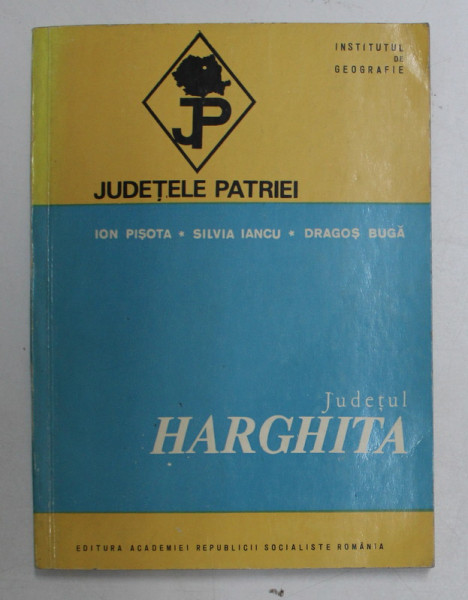 INSTITUTUL
DE
GEOGRAFIE
JP
JUDEȚELE PATRIEI
ION PIȘOTA • SILVIA IANCU • DRAGOȘ BUGĂ
Județul
HARGHITA
EDITURA ACADEMIEI REPUBLICII SOCIALISTE ROMÂNIA